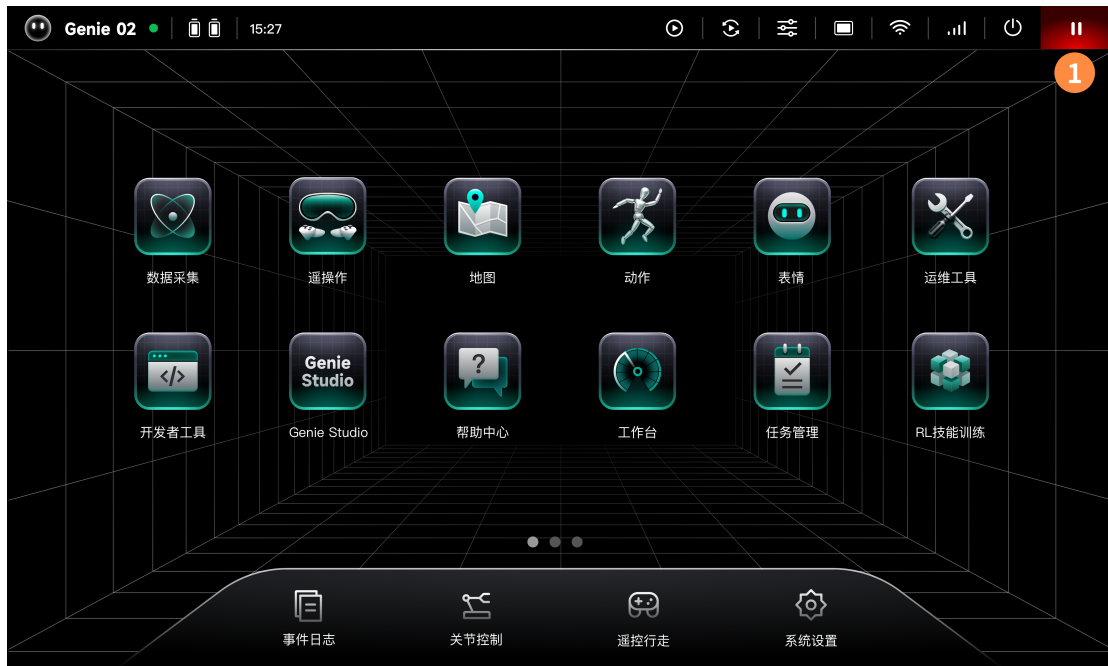 Genie 02
15:27
1
数据采集
遥操作
地图
动作
表情
运维工具
Genie
Studio
开发者工具
Genie Studio
帮助中心
工作台
任务管理
RL技能训练
事件日志
关节控制
遥控行走
系统设置